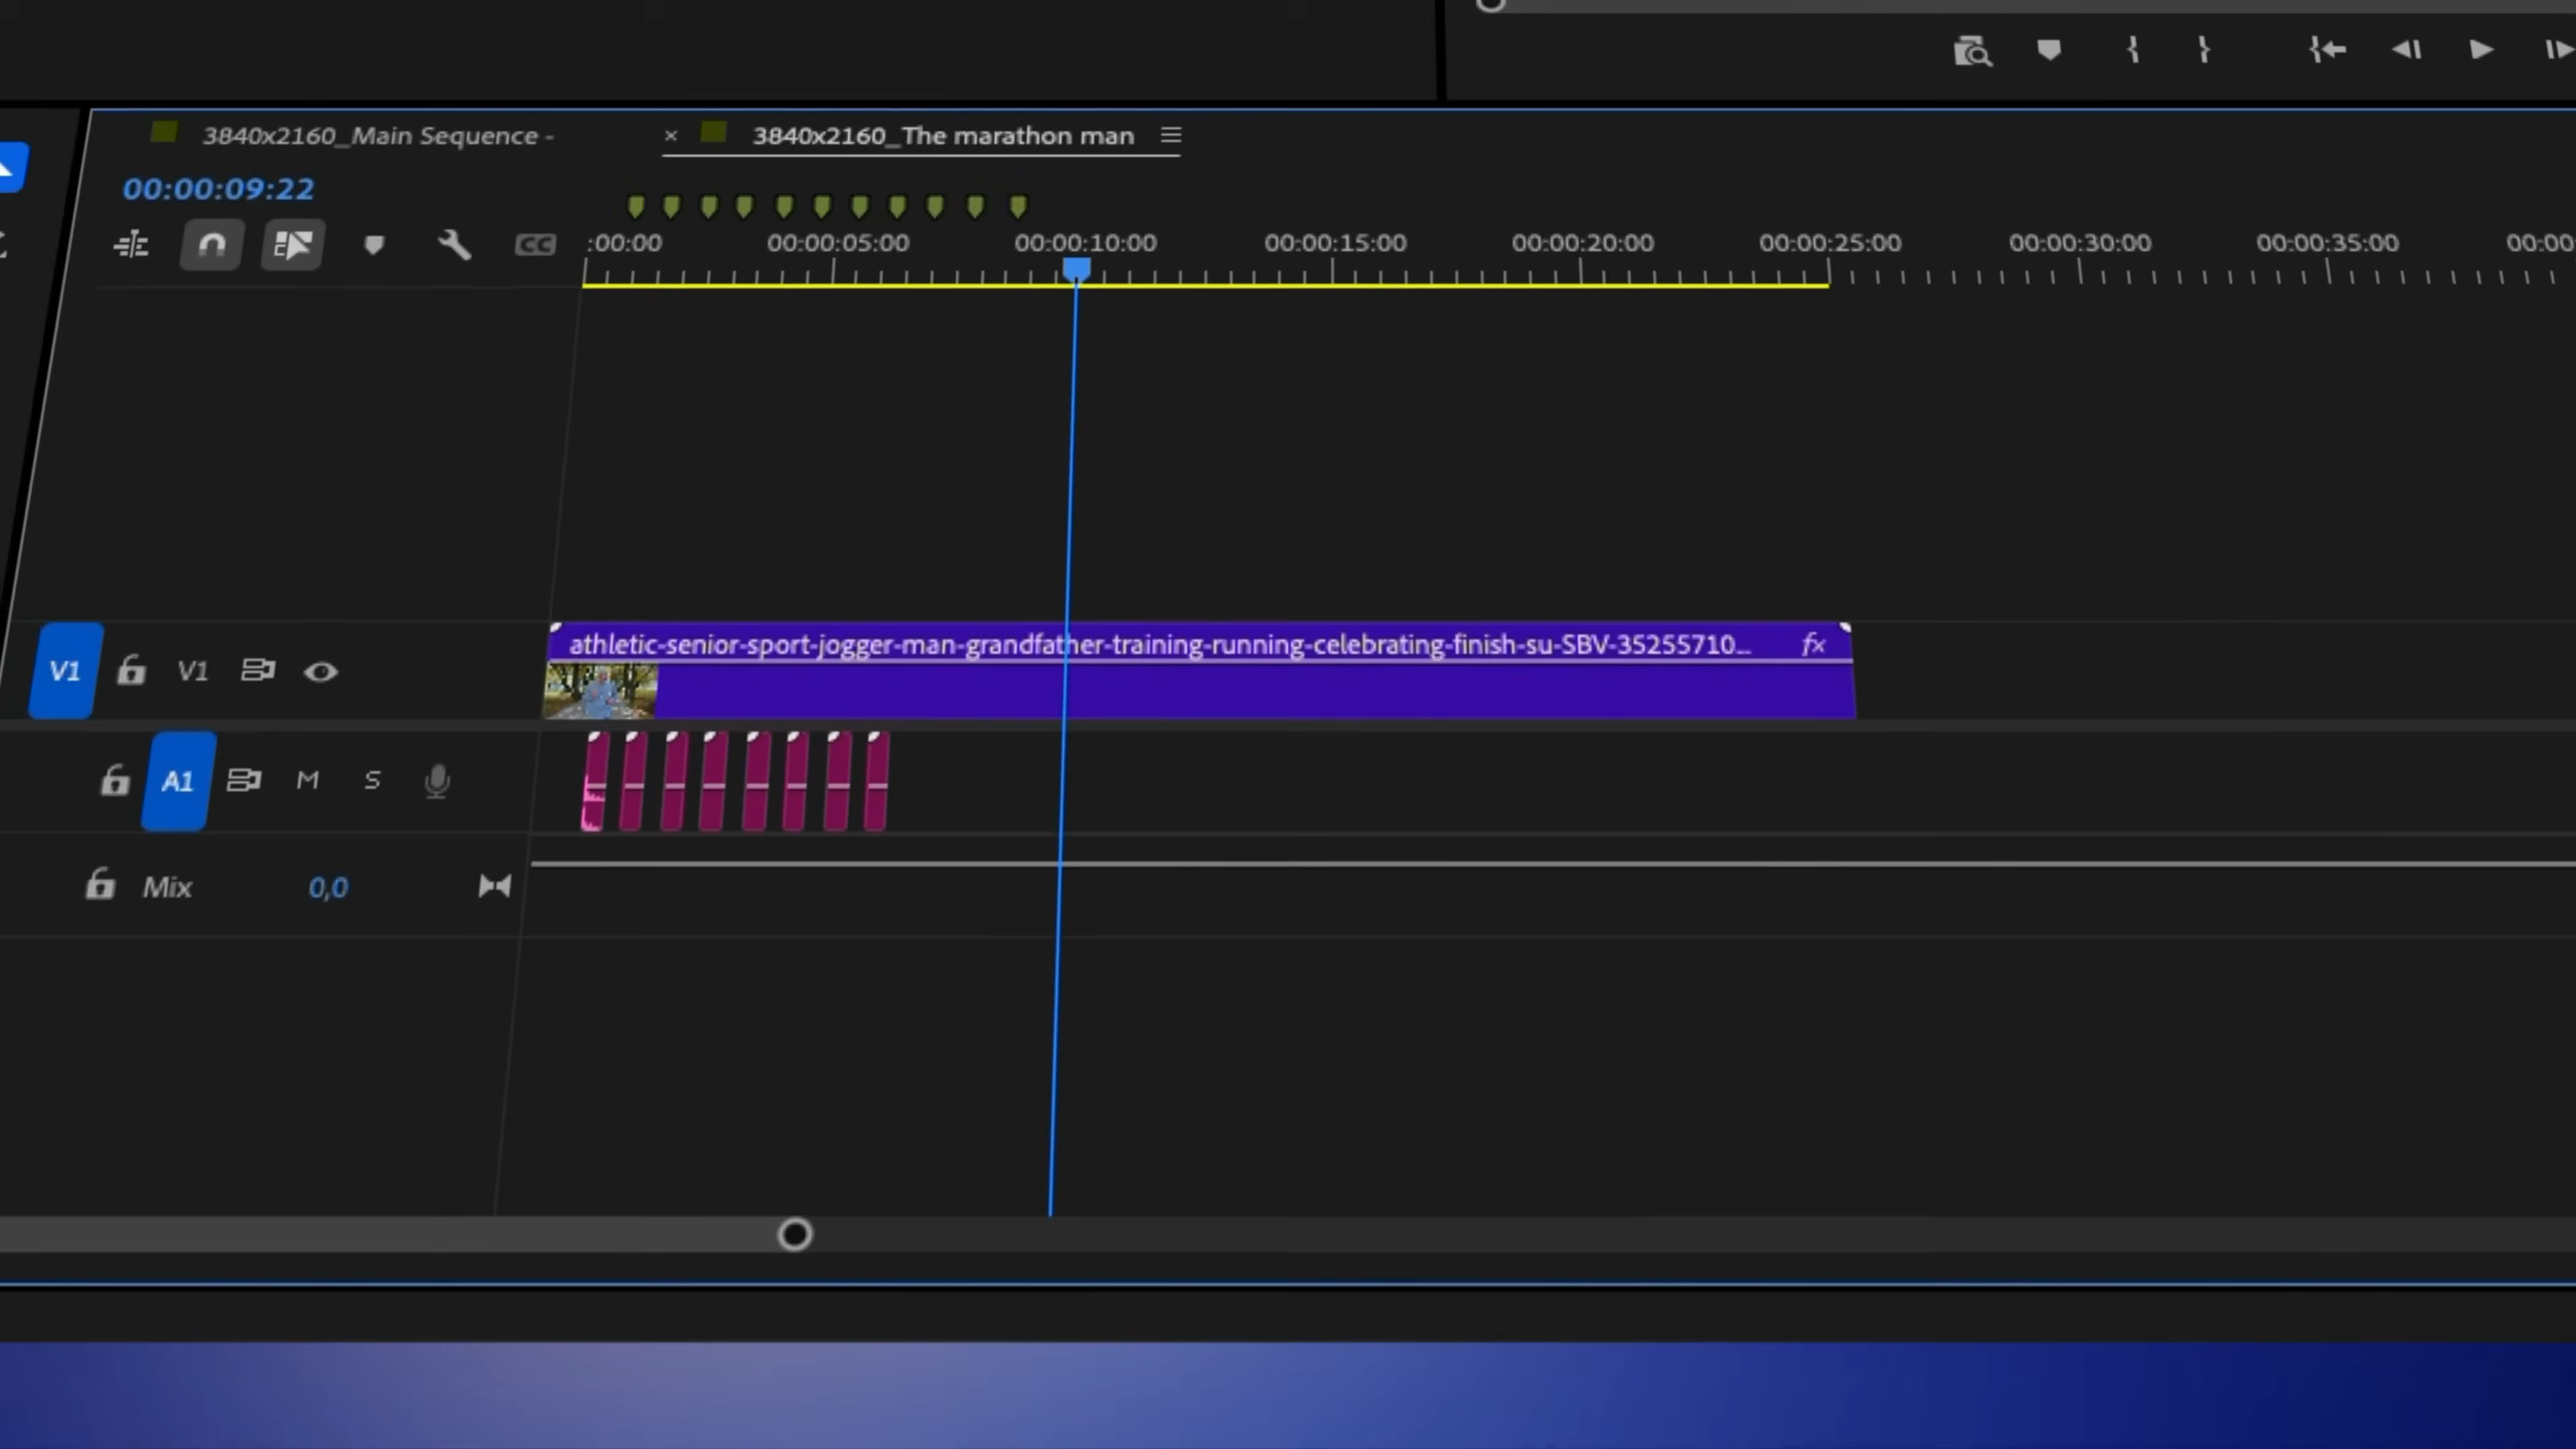 3840x2160_Main Sequence -
× 3840x2160_The marathon man
00:00:09:22
CC :00:00 00:00:05:00 00:00:10:00 00:00:15:00 00:00:20:00 00:00:25:00 00:00:30:00 00:00:35:00 00:00
athletic-senior-sport-jogger-man-grandfather-training-running-celebrating-finish-su-SBV-35255710... fx
V1 V1
A1 M S
Mix 0,0